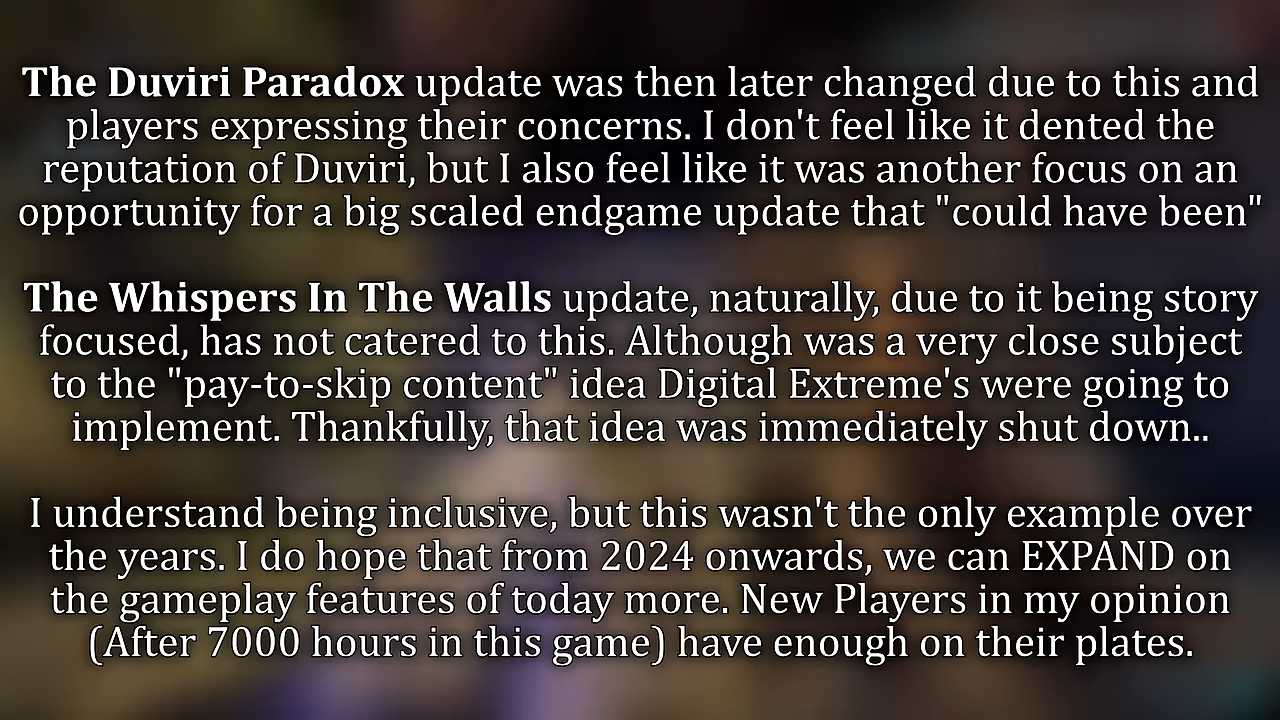 The Duviri Paradox update was then later changed due to this and
players expressing their concerns. I don't feel like it dented the
reputation of Duviri, but I also feel like it was another focus on an
opportunity for a big scaled endgame update that "could have been"
The Whispers In The Walls update, naturally, due to it being story
focused, has not catered to this. Although was a very close subject
to the "pay-to-skip content" idea Digital Extreme's were going to
implement. Thankfully, that idea was immediately shut down..
I understand being inclusive, but this wasn't the only example over
the years. I do hope that from 2024 onwards, we can EXPAND on
the gameplay features of today more. New Players in my opinion
(After 7000 hours in this game) have enough on their plates.